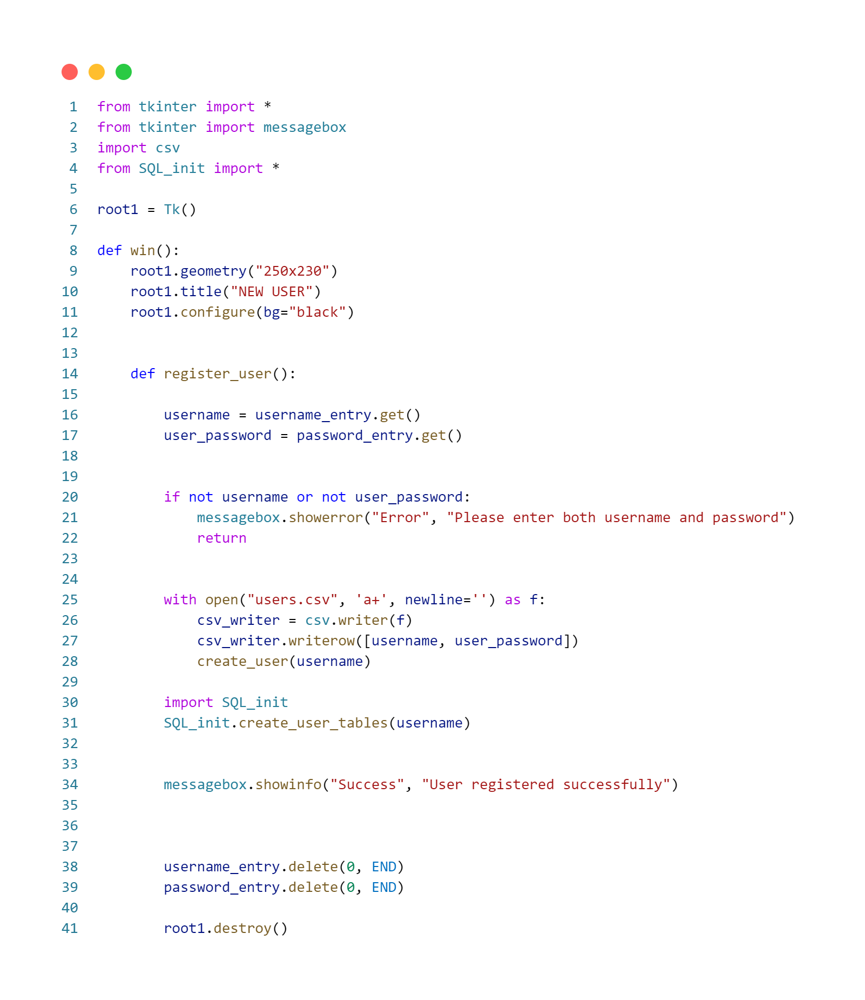 1 from tkinter import *
2 from tkinter import messagebox
3 import csv
4 from SQL_init import *
5
6 root1 = Tk()
7
8 def win():
9     root1.geometry("250x230")
10     root1.title("NEW USER")
11     root1.configure(bg="black")
12
13
14     def register_user():
15
16         username = username_entry.get()
17         user_password = password_entry.get()
18
19
20         if not username or not user_password:
21             messagebox.showerror("Error", "Please enter both username and password")
22             return
23
24
25         with open("users.csv", 'a+', newline='') as f:
26             csv_writer = csv.writer(f)
27             csv_writer.writerow([username, user_password])
28             create_user(username)
29
30         import SQL_init
31         SQL_init.create_user_tables(username)
32
33
34         messagebox.showinfo("Success", "User registered successfully")
35
36
37
38         username_entry.delete(0, END)
39         password_entry.delete(0, END)
40
41         root1.destroy()